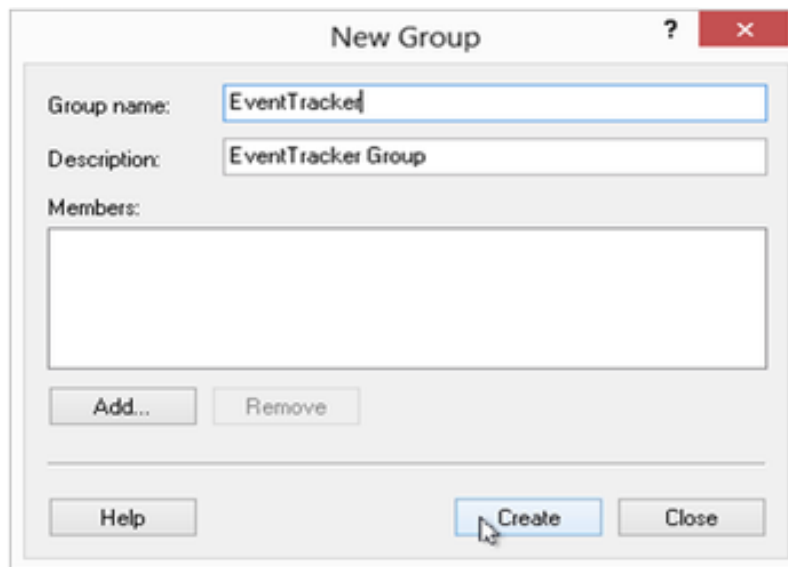 New Group
?
Group name: EventTracker
Description: EventTracker Group
Members:
Add... Remove
Help Create Close